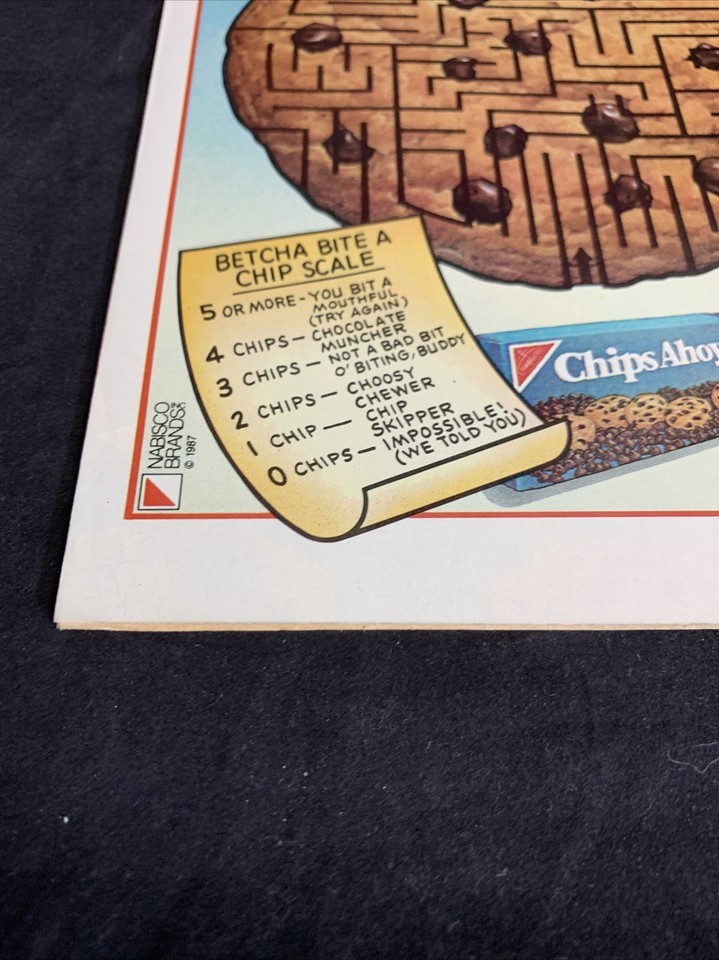 BETCHA BITE A
CHIP SCALE
5 OR MORE - YOU BIT A
MOUTHFUL
(TRY AGAIN)
4 CHIPS - CHOCOLATE
MUNCHER
3 CHIPS - NOT A BAD BIT
O' BITING, BUDDY
2 CHIPS - CHOOSY
CHEWER
1 CHIP - CHIP
SKIPPER
0 CHIPS - IMPOSSIBLE!
(WE TOLD YOU)
Chips Ahoy
NABISCO
BRANDS INC
© 1987